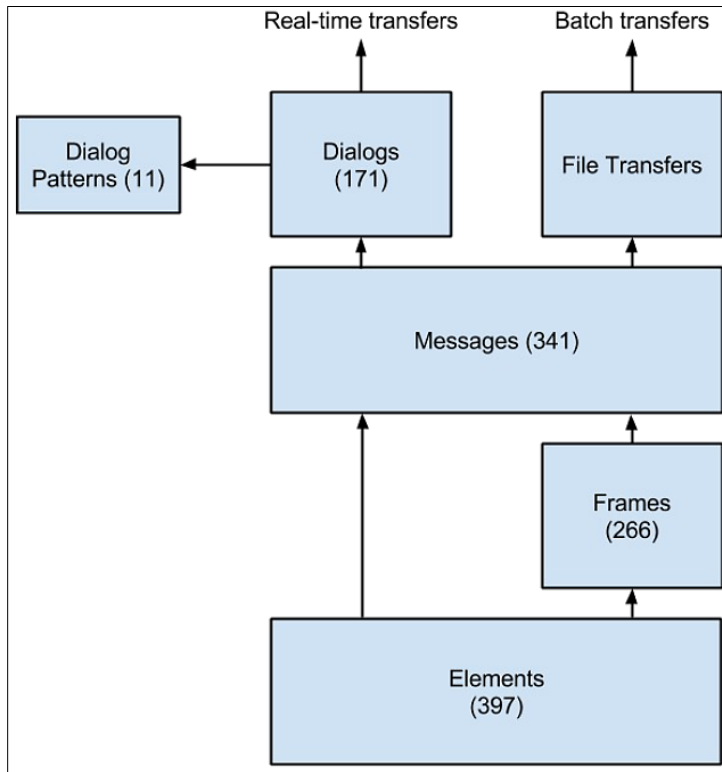 Real-time transfers
Batch transfers
Dialog
Patterns (11)
Dialogs
(171)
File Transfers
Messages (341)
Frames
(266)
Elements
(397)